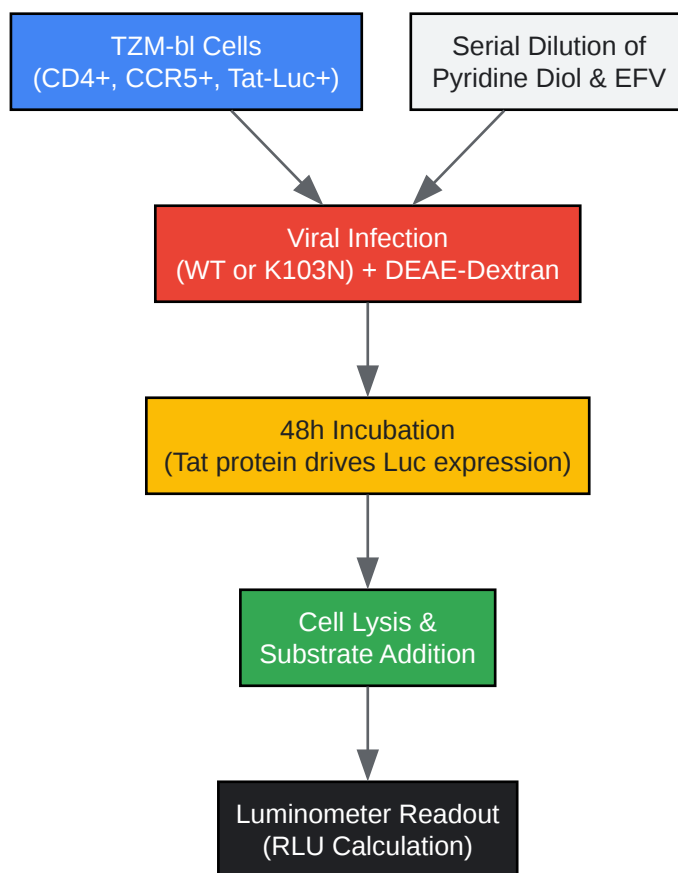 TZM-bl Cells
(CD4+, CCR5+, Tat-Luc+)
Serial Dilution of
Pyridine Diol & EFV
Viral Infection
(WT or K103N) + DEAE-Dextran
48h Incubation
(Tat protein drives Luc expression)
Cell Lysis &
Substrate Addition
Luminometer Readout
(RLU Calculation)